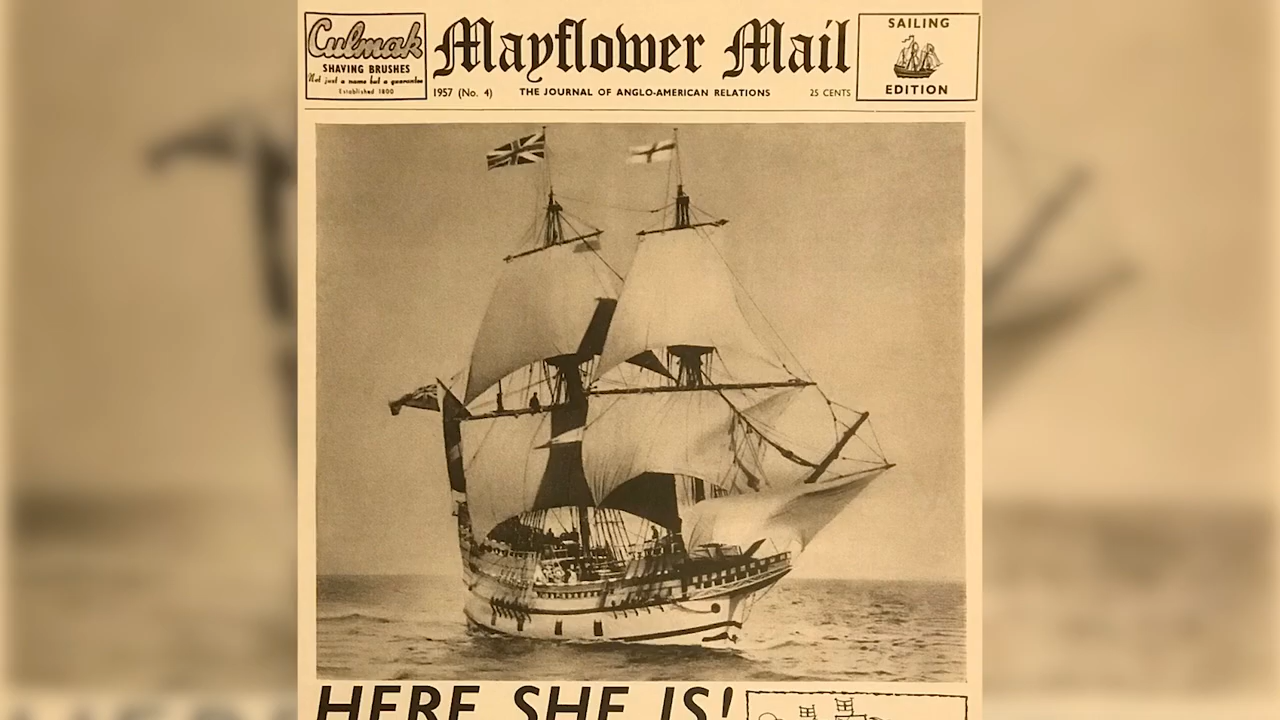 Culmak
SHAVING BRUSHES
Not just a name but a guarantee
Established 1800
Mayflower Mail
1957 (No. 4) THE JOURNAL OF ANGLO-AMERICAN RELATIONS 25 CENTS
SAILING
EDITION
HERE SHE IS!